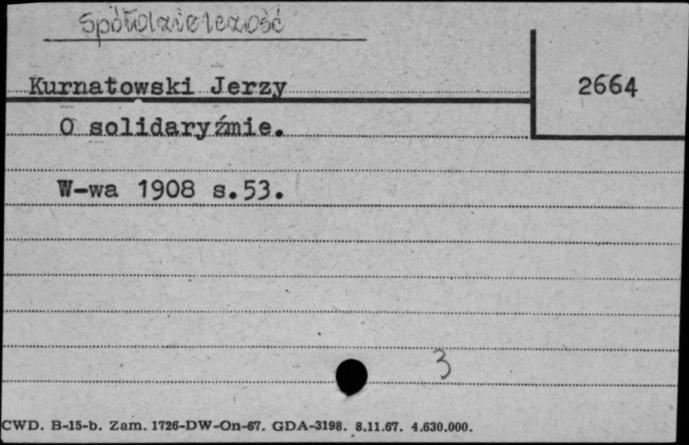 Spółdzielczość
Kurnatowski Jerzy
2664
O solidaryźmie.
W-wa 1908 s.53.
3
CWD. B-15-b. Zam. 1726-DW-On-67. GDA-3198. 8.11.67. 4.630.000.